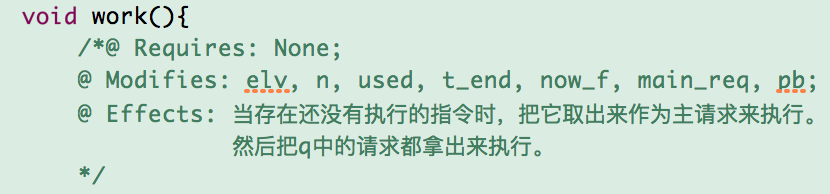 void work(){
/*@ Requires: None;
@ Modifies: elv, n, used, t_end, now_f, main_req, pb;
@ Effects: 当存在还没有执行的指令时，把它取出来作为主请求来执行。
然后把q中的请求都拿出来执行。
*/